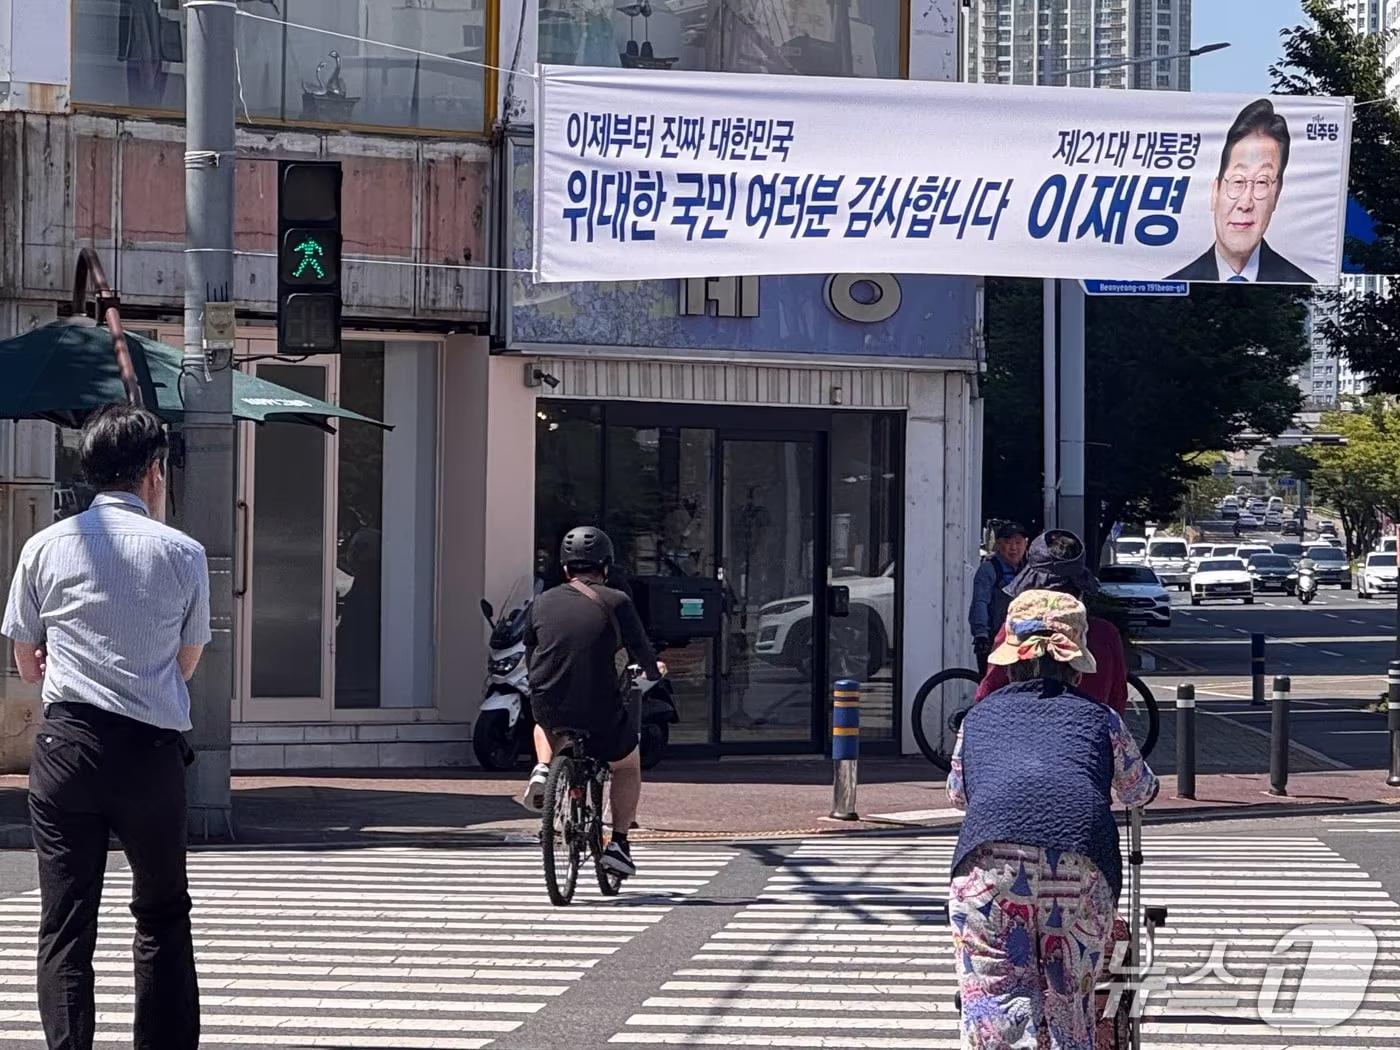 이제부터 진짜 대한민국
위대한 국민 여러분 감사합니다
제21대 대통령
이재명
민주당
Beonyeong-ro 191beon-gil
뉴스1